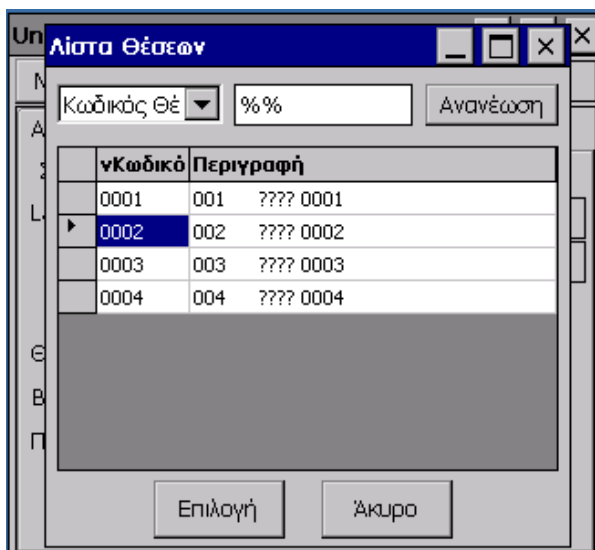 Un
Λίστα Θέσεων
Κωδικός Θέ %% Ανανέωση
νΚωδικό Περιγραφή
0001 001 ???? 0001
0002 002 ???? 0002
0003 003 ???? 0003
0004 004 ???? 0004
Θ
Β
Π
Επιλογή Άκυρο